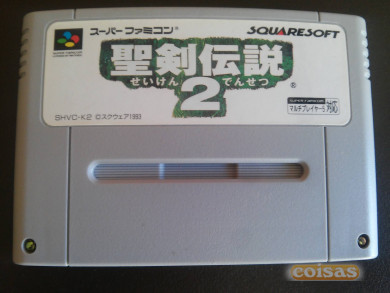 スーパーファミコン
SQUARESOFT
聖剣伝説
せいけん でんせつ
2
®
SHVC-K2 ©スクウェア1993
マルチプレイヤー5
coisas